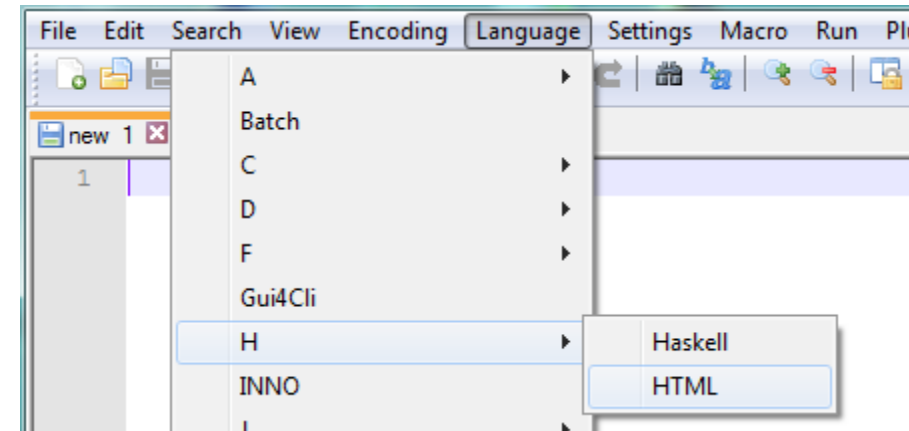 File Edit Search View Encoding Language Settings Macro Run
new 1
1
A
Batch
C
D
F
Gui4Cli
H
Haskell
INNO
HTML